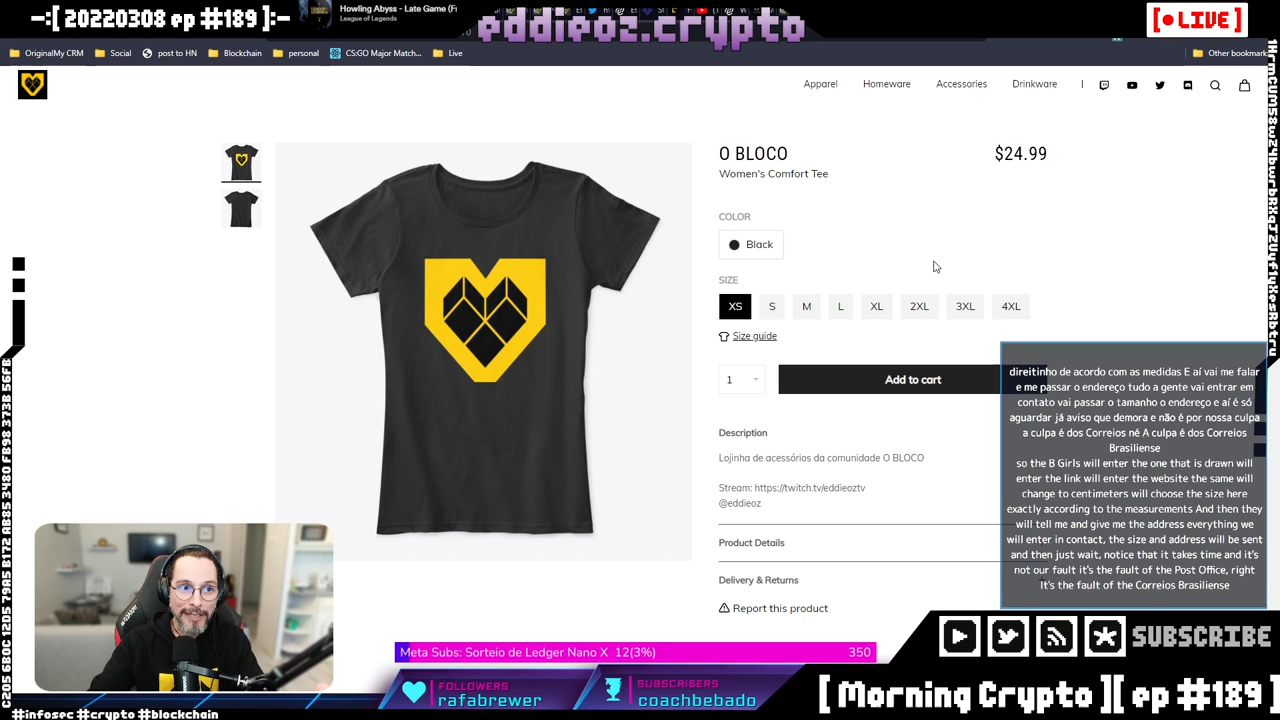 -:[ 20220308 ep #189 ]:-
Howling Abyss - Late Game (Fi
League of Legends
eddieoz.crypto
[● LIVE ]
OriginalMy CRM
Social
post to HN
Blockchain
personal
CS:GO Major Match...
Live
Other bookmark
Apparel
Homeware
Accessories
Drinkware
O BLOCO
$24.99
Women's Comfort Tee
COLOR
Black
SIZE
XS
S
M
L
XL
2XL
3XL
4XL
Size guide
1
Add to cart
Description
Lojinha de acessórios da comunidade O BLOCO
Stream: https://twitch.tv/eddieoztv
@eddieoz
Product Details
Delivery & Returns
Report this product
direitinho de acordo com as medidas E aí vai me falar
e me passar o endereço tudo a gente vai entrar em
contato vai passar o tamanho o endereço e aí é só
aguardar já aviso que demora e não é por nossa culpa
a culpa é dos Correios né A culpa é dos Correios
Brasiliense
so the B Girls will enter the one that is drawn will
enter the link will enter the website the same will
change to centimeters will choose the size here
exactly according to the measurements And then they
will tell me and give me the address everything we
will enter in contact, the size and address will be sent
and then just wait, notice that it takes time and it's
not our fault it's the fault of the Post Office, right
It's the fault of the Correios Brasiliense
Meta Subs: Sorteio de Ledger Nano X 12(3%)
350
FOLLOWERS
rafabrewer
SUBSCRIBERS
coachbebado
SUBSCRIBE
[ Morning Crypto ][ ep #189 ]
#infosec #crypto #blockchain